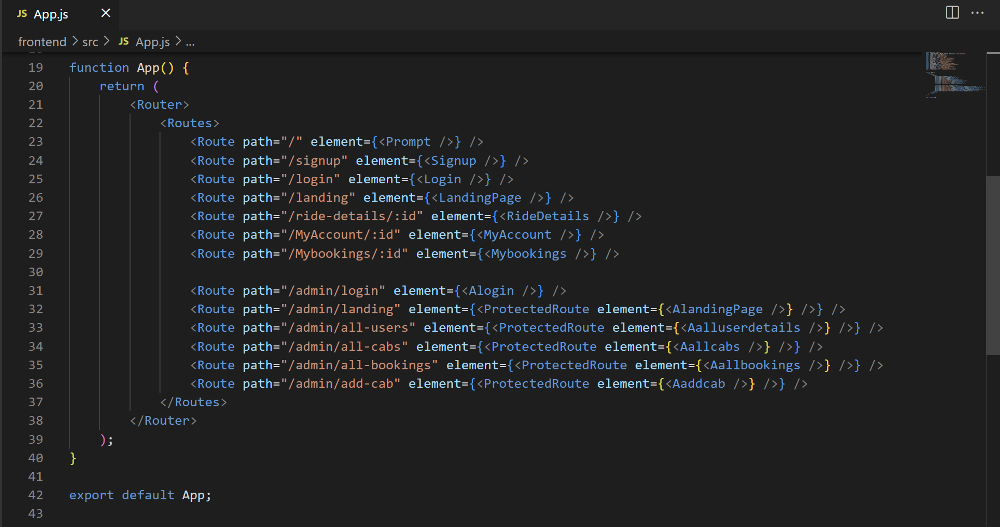 JS App.js
frontend > src > JS App.js > ...
19 function App() {
20     return (
21         <Router>
22             <Routes>
23                 <Route path="/" element={<Prompt />} />
24                 <Route path="/signup" element={<Signup />} />
25                 <Route path="/login" element={<Login />} />
26                 <Route path="/landing" element={<LandingPage />} />
27                 <Route path="/ride-details/:id" element={<RideDetails />} />
28                 <Route path="/MyAccount/:id" element={<MyAccount />} />
29                 <Route path="/Mybookings/:id" element={<Mybookings />} />
30
31                 <Route path="/admin/login" element={<Alogin />} />
32                 <Route path="/admin/landing" element={<ProtectedRoute element={<AlandingPage />} />} />
33                 <Route path="/admin/all-users" element={<ProtectedRoute element={<Aalluserdetails />} />} />
34                 <Route path="/admin/all-cabs" element={<ProtectedRoute element={<Aallcabs />} />} />
35                 <Route path="/admin/all-bookings" element={<ProtectedRoute element={<Aallbookings />} />} />
36                 <Route path="/admin/add-cab" element={<ProtectedRoute element={<Aaddcab />} />} />
37             </Routes>
38         </Router>
39     );
40 }
41
42 export default App;
43